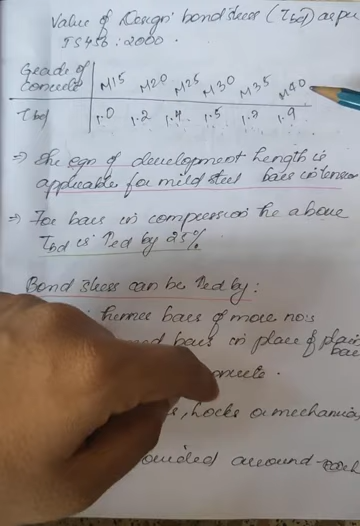 Value of Design bond stress (τbd) as per
IS 456 : 2000 .
Grade of concrete M15 M20 M25 M30 M35 M40
τbd 1.0 1.2 1.4 1.5 1.7 1.9
⇒ The eqn of development length is
applicable for mild steel bars in tension
⇒ For bars in compression the above
τbd is ↑ed by 25%.
Bond stress can be ↑ed by:
bars of more nos
bars in place of plain
bars
, hooks or mechanical
around each